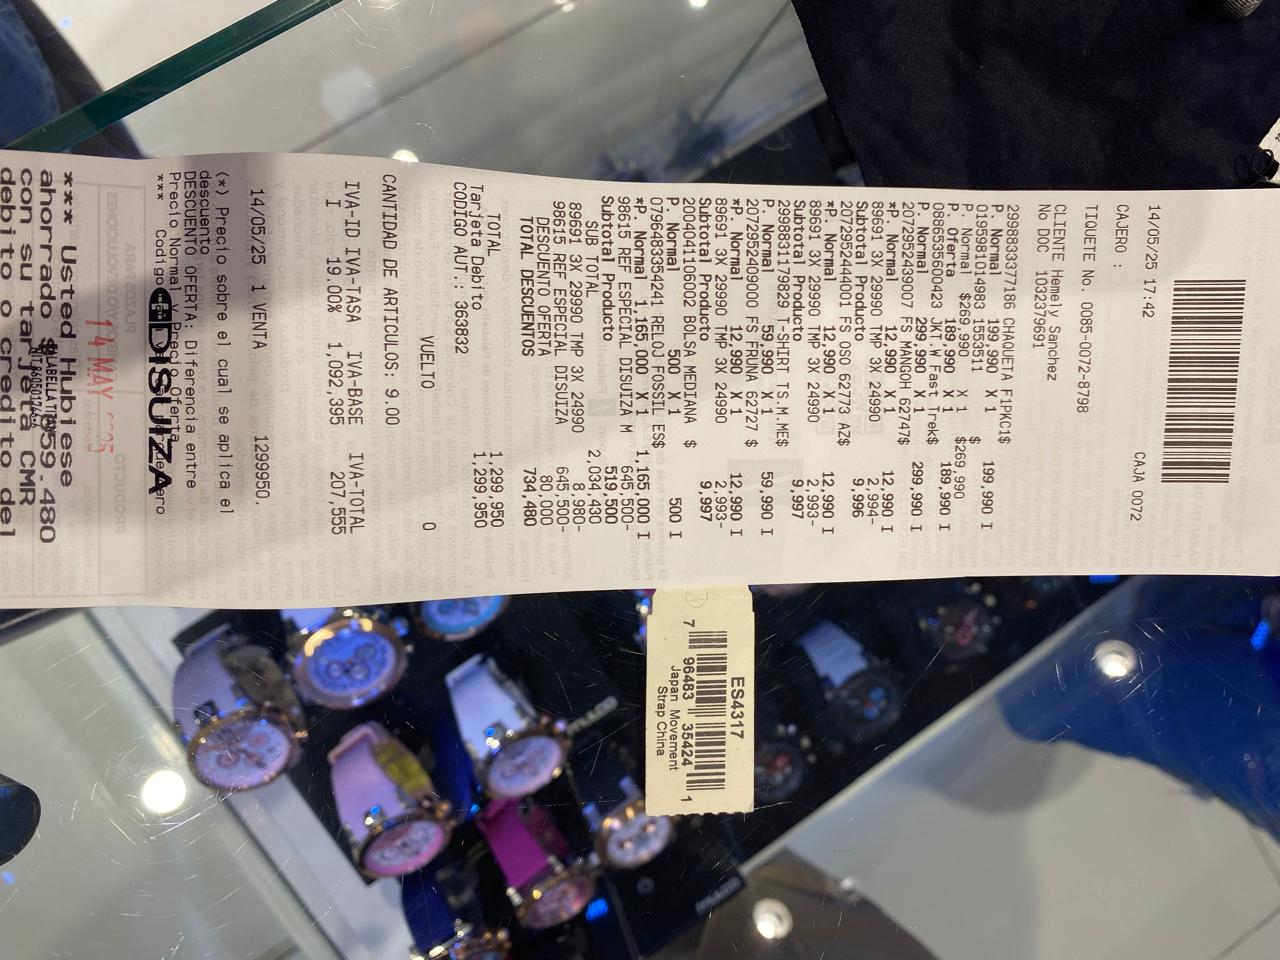 14/05/25 17:42 CAJA 0072
CAJERO :
TIQUETE No. 0085-0072-8798
CLIENTE Hemely Sanchez
No DOC 1032379691
2998833377186 CHAQUETA F1PKC1$
P. Normal 199,990 X 1 199,990 I
0195981014983 155351 $
P. Normal $269,990 X 1 $269,990
P. Oferta 189,990 X 1 189,990 I
0886535600423 JKT.W Fast Trek$
P. Normal 299,990 X 1 299,990 I
2072952439007 FS MANGOH 62747$
*P. Normal 12,990 X 1 12,990 I
89691 3X 29990 TMP 3X 24990 2,994-
Subtotal Producto 9,996
2072952444001 FS OSO 62773 AZ$
*P. Normal 12,990 X 1 12,990 I
89691 3X 29990 TMP 3X 24990 2,993-
Subtotal Producto 9,997
2998831179829 T-SHIRT TS.M.ME$
P. Normal 59,990 X 1 59,990 I
2072952409000 FS FRUNA 62727 $
*P. Normal 12,990 X 1 12,990 I
89691 3X 29990 TMP 3X 24990 2,993-
Subtotal Producto 9,997
2004041106002 BOLSA MEDIANA $
P. Normal 500 X 1 500 I
0796483354241 RELOJ FOSSIL ES$
*P. Normal 1,165,000 X 1 1,165,000 I
98615 REF ESPECIAL DISUIZA M 645,500-
Subtotal Producto 519,500
SUB TOTAL 2,034,430
89691 3X 29990 TMP 3X 24990 8,980-
98615 REF ESPECIAL DISUIZA 645,500-
DESCUENTO OFERTA 80,000
TOTAL DESCUENTOS 734,480
TOTAL 1,299,950
Tarjeta Debito 1,299,950
CODIGO AUT.: 363832
VUELTO 0
CANTIDAD DE ARTICULOS: 9.00
IVA-ID IVA-TASA IVA-BASE IVA-TOTAL
I 19.00% 1,092,395 207,555
14/05/25 (1 VENTA 1299950.
(*) Precio sobre el cual se aplica el
descuento.
DESCUENTO OFERTA: Diferencia entre
Precio Normal y Precio Oferta
DISUIZA
*** Usted Hubiese
ahorrado
con su tarjeta CMR
debito o credito del
14 MAY
ES4317
7 96483 35424 1
Japan Movement
Strap China